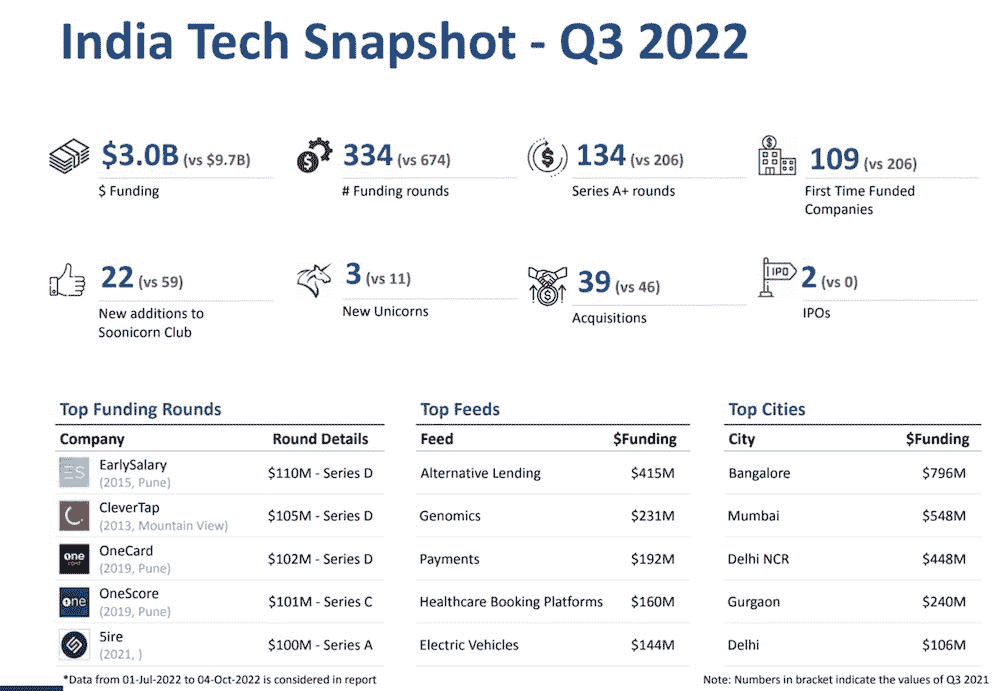 India Tech Snapshot - Q3 2022
$3.0B (vs $9.7B)
$ Funding
334 (vs 674)
# Funding rounds
134 (vs 206)
Series A+ rounds
109 (vs 206)
First Time Funded
Companies
22 (vs 59)
New additions to
Soonicorn Club
3 (vs 11)
New Unicorns
39 (vs 46)
Acquisitions
IPO
2 (vs 0)
IPOs
Top Funding Rounds
Company Round Details
ES
EarlySalary
(2015, Pune)
$110M - Series D
CleverTap
(2013, Mountain View)
$105M - Series D
one
OneCard
(2019, Pune)
$102M - Series D
one
OneScore
(2019, Pune)
$101M - Series C
5ire
(2021, )
$100M - Series A
Top Feeds
Feed $Funding
Alternative Lending $415M
Genomics $231M
Payments $192M
Healthcare Booking Platforms $160M
Electric Vehicles $144M
Top Cities
City $Funding
Bangalore $796M
Mumbai $548M
Delhi NCR $448M
Gurgaon $240M
Delhi $106M
*Data from 01-Jul-2022 to 04-Oct-2022 is considered in report
Note: Numbers in bracket indicate the values of Q3 2021